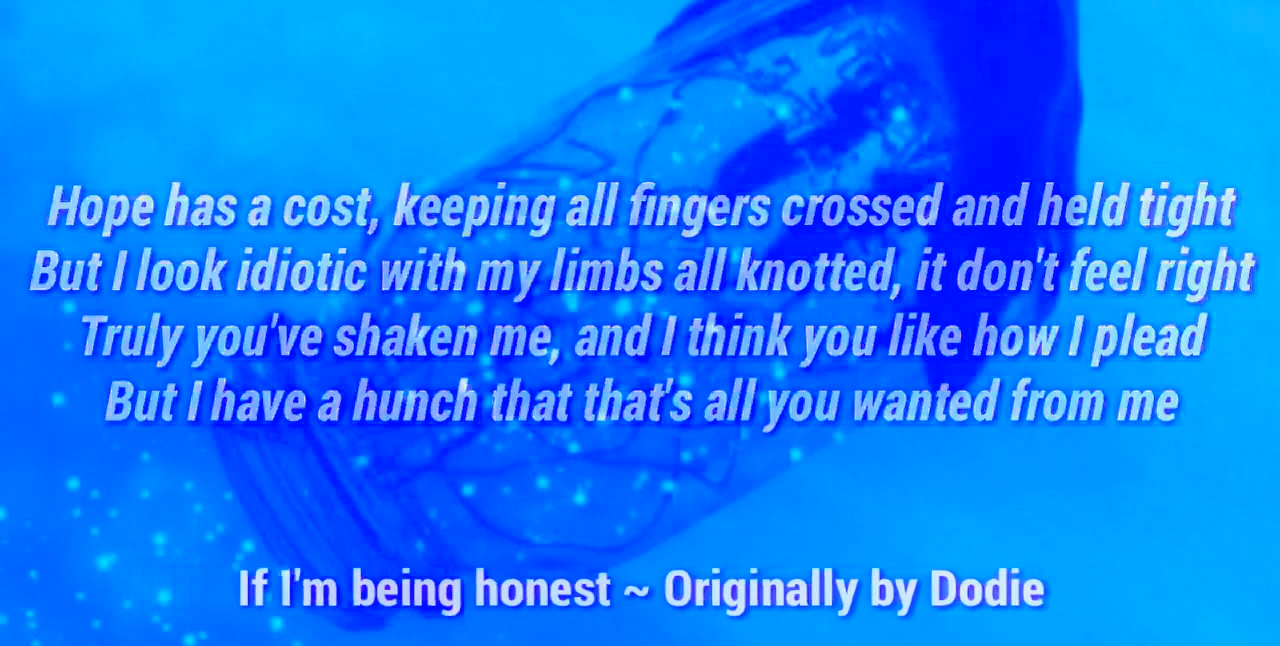 Hope has a cost, keeping all fingers crossed and held tight
But I look idiotic with my limbs all knotted, it don't feel right
Truly you've shaken me, and I think you like how I plead
But I have a hunch that that's all you wanted from me
If I'm being honest ~ Originally by Dodie